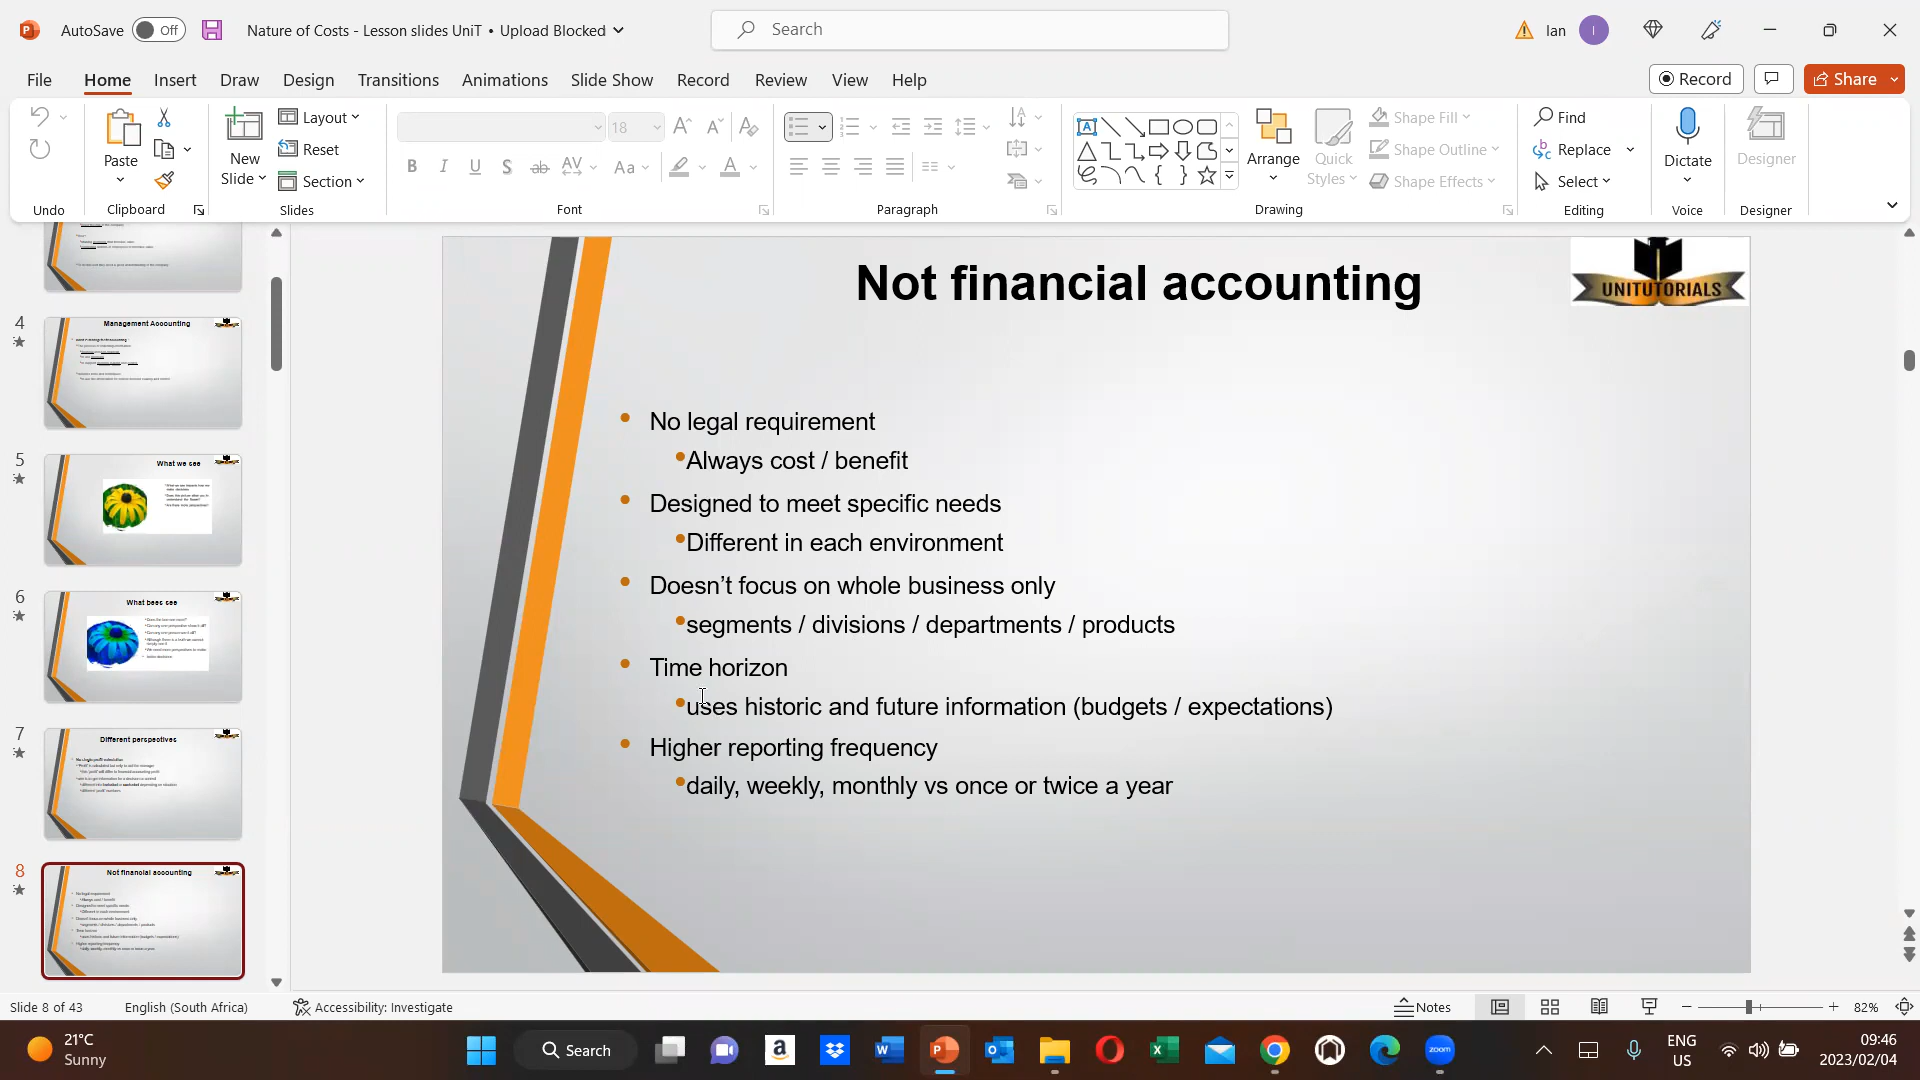 AutoSave Off Nature of Costs - Lesson slides UniT • Upload Blocked Search Ian I
File Home Insert Draw Design Transitions Animations Slide Show Record Review View Help Record Share
Paste New Slide Layout Reset Section 18 Arrange Quick Styles Shape Fill Shape Outline Shape Effects Find Replace Select Dictate Designer
Undo Clipboard Slides Font Paragraph Drawing Editing Voice Designer
4
Management Accounting
5
What we see
6
What bees see
7
Different perspectives
8
Not financial accounting
Not financial accounting
UNITUTORIALS
• No legal requirement
•Always cost / benefit
• Designed to meet specific needs
•Different in each environment
• Doesn’t focus on whole business only
•segments / divisions / departments / products
• Time horizon
•uses historic and future information (budgets / expectations)
• Higher reporting frequency
•daily, weekly, monthly vs once or twice a year
Slide 8 of 43 English (South Africa) Accessibility: Investigate Notes 82%
21°C
Sunny
Search
zoom
ENG
US
09:46
2023/02/04